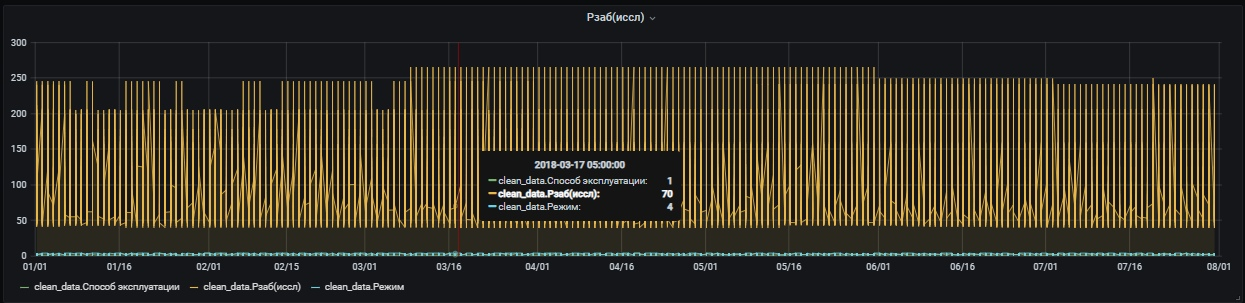 Рзаб(иссл)
300
250
200
150
100
50
0
2018-03-17 05:00:00
clean_data.Способ эксплуатации: 1
clean_data.Рзаб(иссл): 70
clean_data.Режим: 4
01/01 01/16 02/01 02/15 03/01 03/16 04/01 04/16 05/01 05/16 06/01 06/16 07/01 07/16 08/01
clean_data.Способ эксплуатации clean_data.Рзаб(иссл) clean_data.Режим